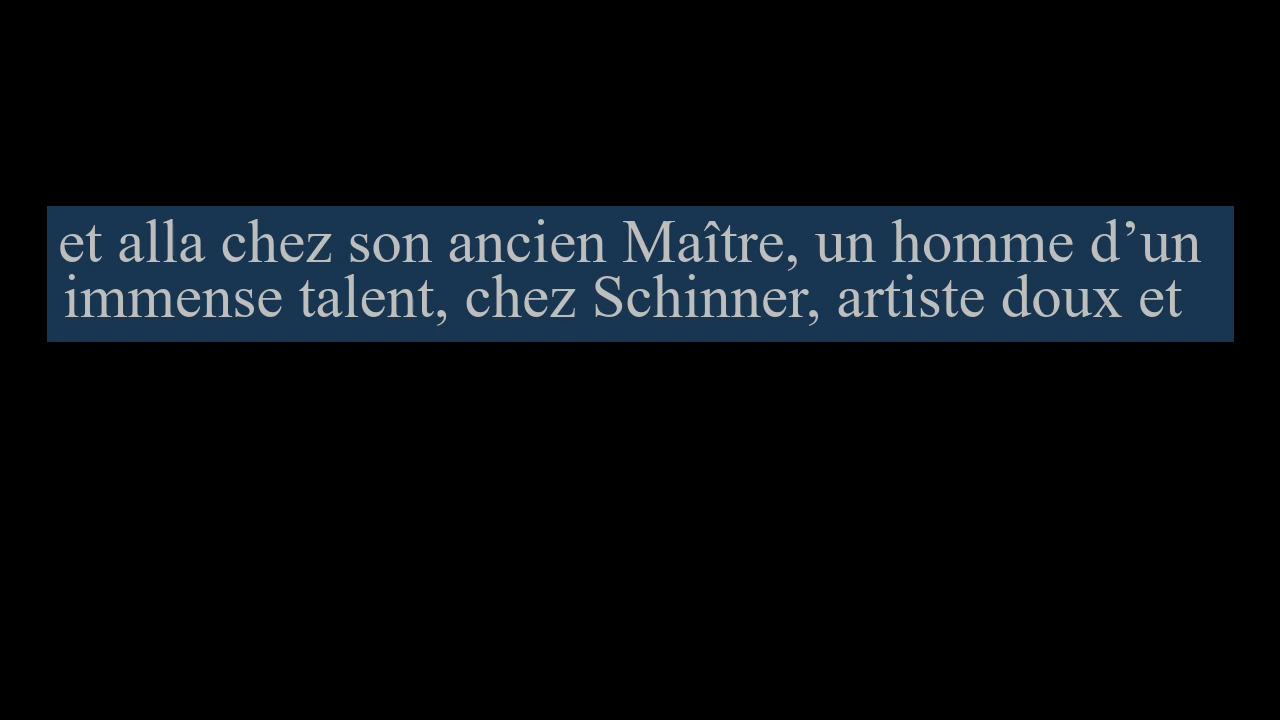 et alla chez son ancien Maître, un homme d’un
immense talent, chez Schinner, artiste doux et